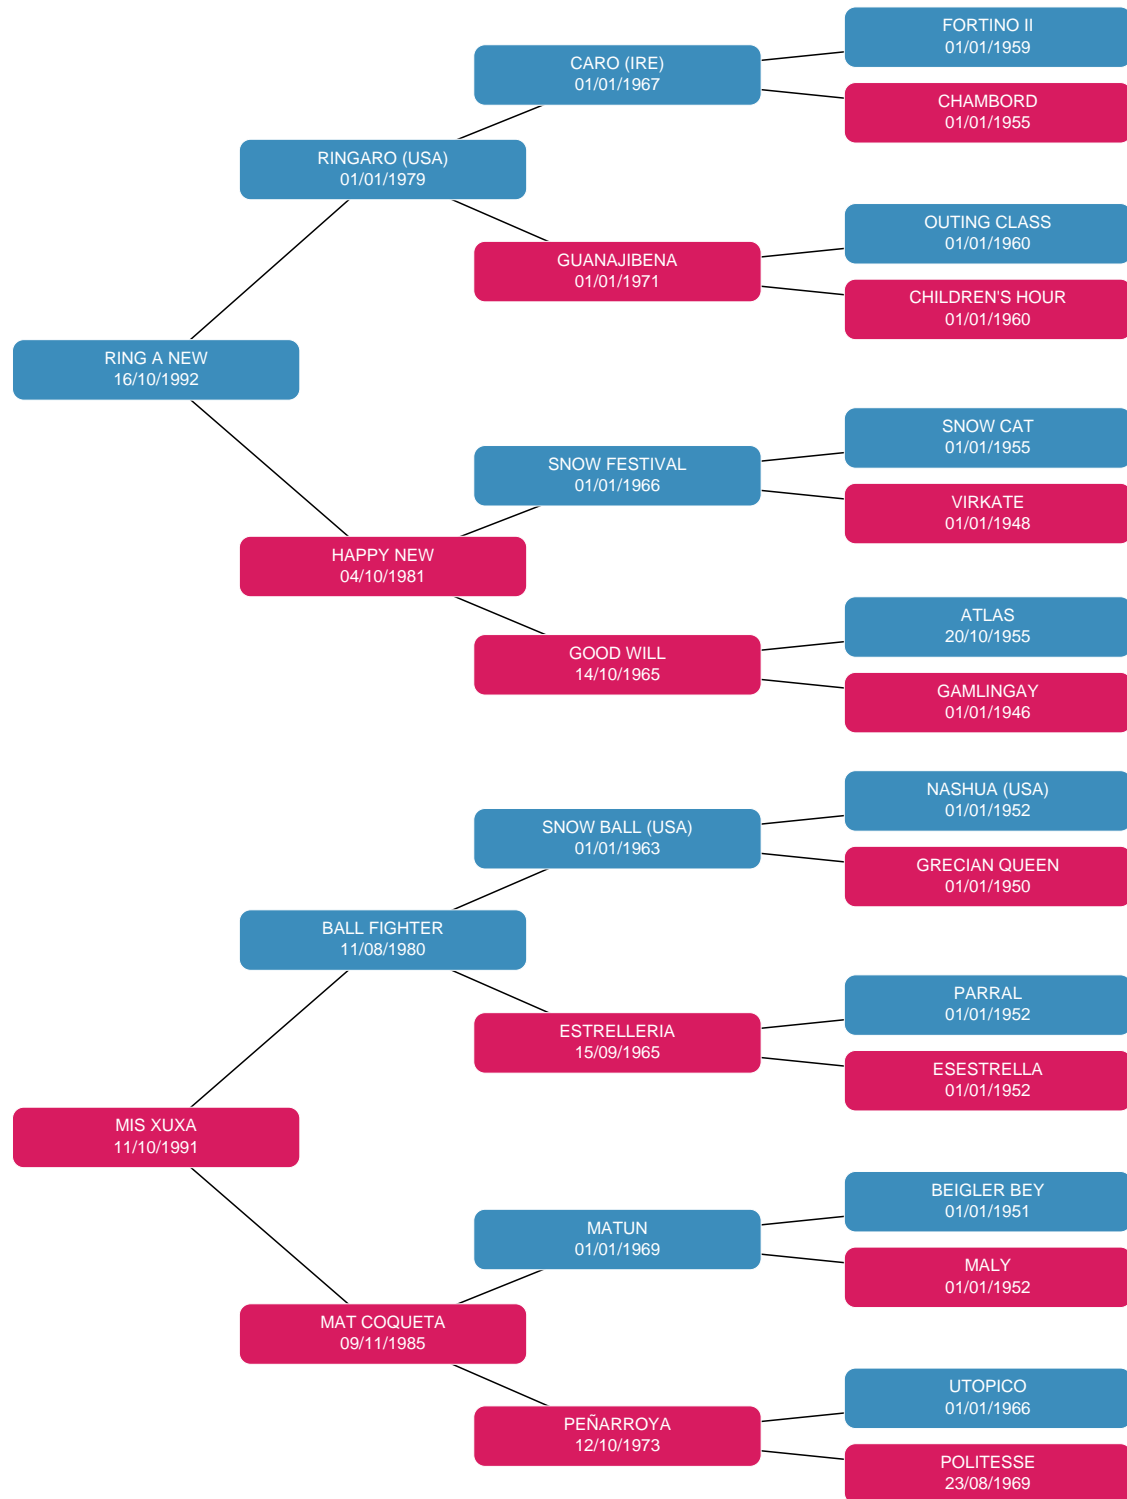 FORTINO II
01/01/1959
CARO (IRE)
01/01/1967
CHAMBORD
01/01/1955
RINGARO (USA)
01/01/1979
OUTING CLASS
01/01/1960
GUANAJIBENA
01/01/1971
CHILDREN'S HOUR
01/01/1960
RING A NEW
16/10/1992
SNOW CAT
01/01/1955
SNOW FESTIVAL
01/01/1966
VIRKATE
01/01/1948
HAPPY NEW
04/10/1981
ATLAS
20/10/1955
GOOD WILL
14/10/1965
GAMLINGAY
01/01/1946
NASHUA (USA)
01/01/1952
SNOW BALL (USA)
01/01/1963
GRECIAN QUEEN
01/01/1950
BALL FIGHTER
11/08/1980
PARRAL
01/01/1952
ESTRELLERIA
15/09/1965
ESESTRELLA
01/01/1952
MIS XUXA
11/10/1991
BEIGLER BEY
01/01/1951
MATUN
01/01/1969
MALY
01/01/1952
MAT COQUETA
09/11/1985
UTOPICO
01/01/1966
PEÑARROYA
12/10/1973
POLITESSE
23/08/1969